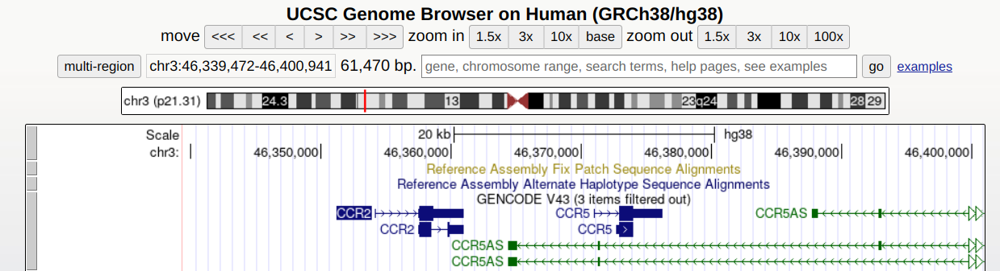 UCSC Genome Browser on Human (GRCh38/hg38)
move <<< << < > >> >>> zoom in 1.5x 3x 10x base zoom out 1.5x 3x 10x 100x
multi-region chr3:46,339,472-46,400,941 61,470 bp. gene, chromosome range, search terms, help pages, see examples go examples
chr3 (p21.31) 24.3 13 23 q24 28 29
Scale 20 kb hg38
chr3: 46,350,000 46,360,000 46,370,000 46,380,000 46,390,000 46,400,000
Reference Assembly Fix Patch Sequence Alignments
Reference Assembly Alternate Haplotype Sequence Alignments
GENCODE V43 (3 items filtered out)
CCR2 CCR5 CCR5AS
CCR2 CCR5
CCR5AS
CCR5AS